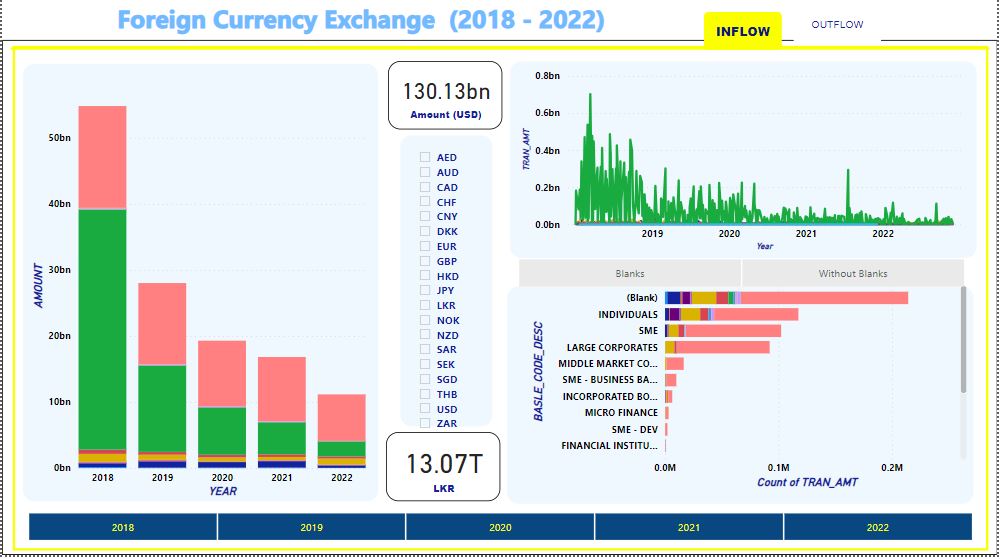 Foreign Currency Exchange (2018 - 2022)
INFLOW
OUTFLOW
50bn
40bn
30bn
20bn
10bn
0bn
AMOUNT
2018
2019
2020
2021
2022
YEAR
130.13bn
Amount (USD)
AED
AUD
CAD
CHF
CNY
DKK
EUR
GBP
HKD
JPY
LKR
NOK
NZD
SAR
SEK
SGD
THB
USD
ZAR
13.07T
LKR
0.8bn
0.6bn
0.4bn
0.2bn
0.0bn
TRAN_AMT
2019
2020
2021
2022
Year
Blanks
Without Blanks
BASLE_CODE_DESC
(Blank)
INDIVIDUALS
SME
LARGE CORPORATES
MIDDLE MARKET CO...
SME - BUSINESS BA...
INCORPORATED BO...
MICRO FINANCE
SME - DEV
FINANCIAL INSTITU...
0.0M
0.1M
0.2M
Count of TRAN_AMT
2018
2019
2020
2021
2022